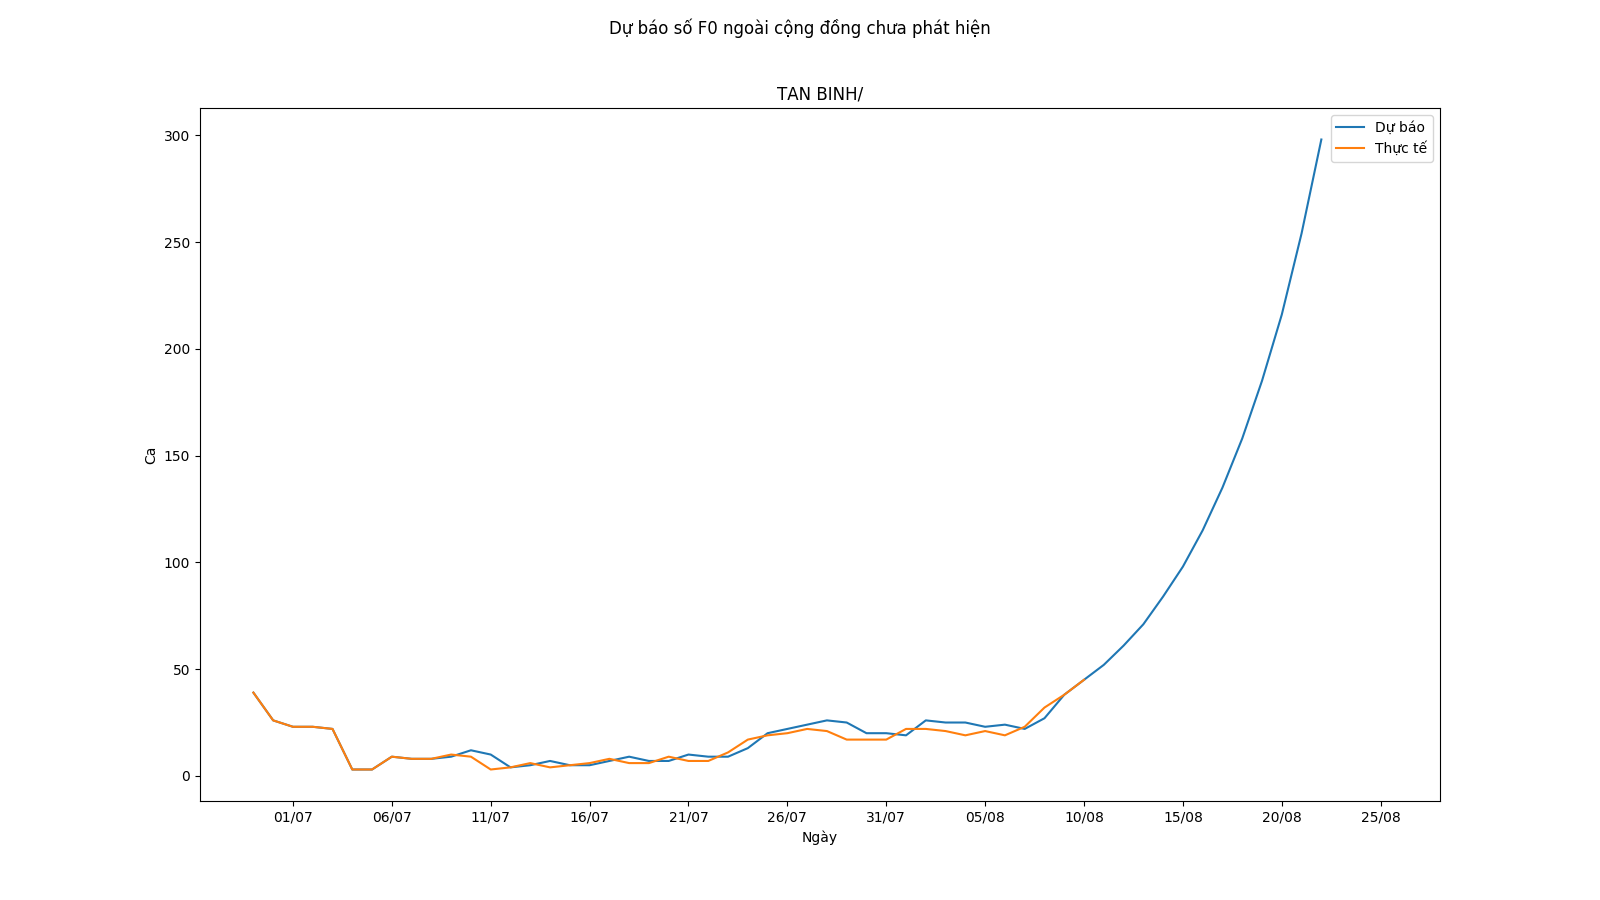 Dự báo số F0 ngoài cộng đồng chưa phát hiện
TAN BINH/
Dự báo
Thực tế
300
250
200
150
100
50
0
Ca
01/07 06/07 11/07 16/07 21/07 26/07 31/07 05/08 10/08 15/08 20/08 25/08
Ngày